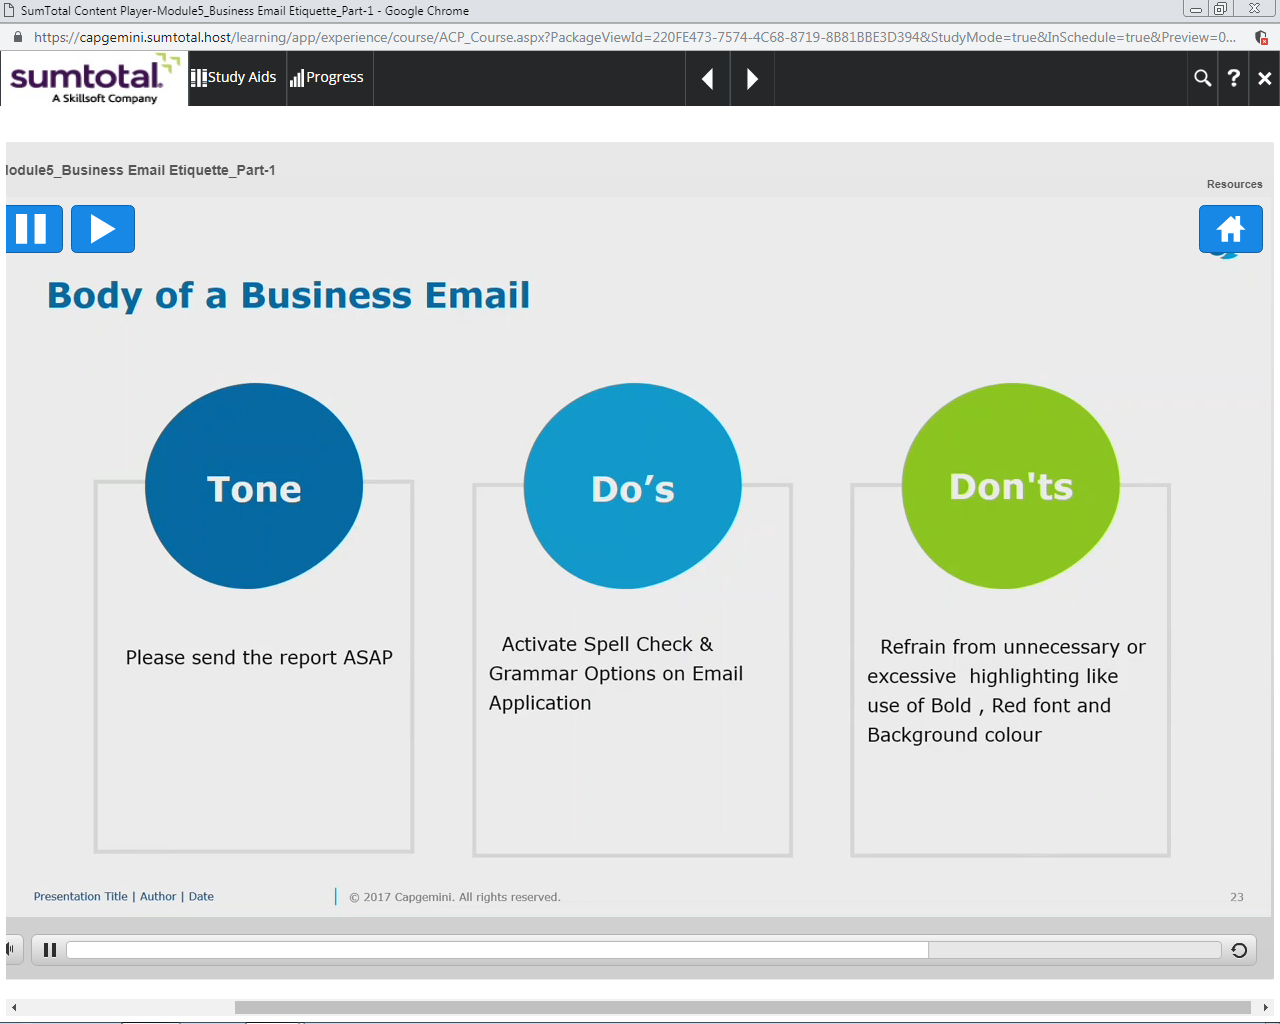 SumTotal Content Player-Module5_Business Email Etiquette_Part-1 - Google Chrome
https://capgemini.sumtotal.host/learning/app/experience/course/ACP_Course.aspx?PackageViewId=220FE473-7574-4C68-8719-8B81BBE3D394&StudyMode=true&InSchedule=true&Preview=0...
sumtotal.
A Skillsoft Company
Study Aids
Progress
?
odule5_Business Email Etiquette_Part-1
Resources
Body of a Business Email
Tone
Please send the report ASAP
Do’s
Activate Spell Check &
Grammar Options on Email
Application
Don'ts
Refrain from unnecessary or
excessive  highlighting like
use of Bold , Red font and
Background colour
Presentation Title | Author | Date
© 2017 Capgemini. All rights reserved.
23